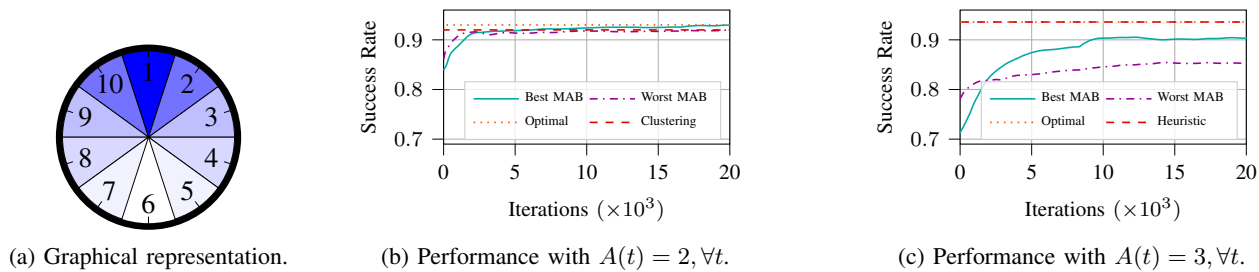 1
2
3
4
5
6
7
8
9
10
(a) Graphical representation.
Success Rate
0.9
0.8
0.7
Best MAB
Worst MAB
Optimal
Clustering
0 5 10 15 20
Iterations (×10³)
(b) Performance with A(t) = 2, ∀t.
Success Rate
0.9
0.8
0.7
Best MAB
Worst MAB
Optimal
Heuristic
0 5 10 15 20
Iterations (×10³)
(c) Performance with A(t) = 3, ∀t.